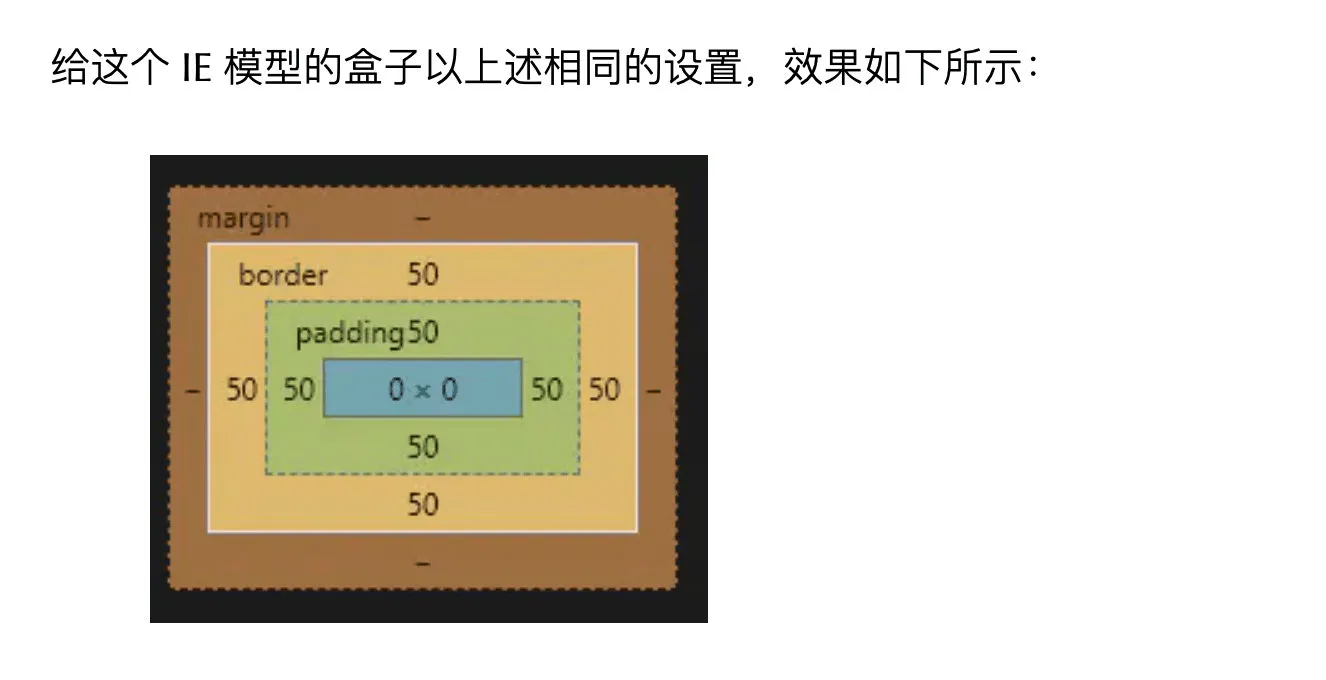 给这个 IE 模型的盒子以上述相同的设置，效果如下所示：
margin –
border 50
padding50
– 50 50 0 × 0 50 50 –
50
50
–